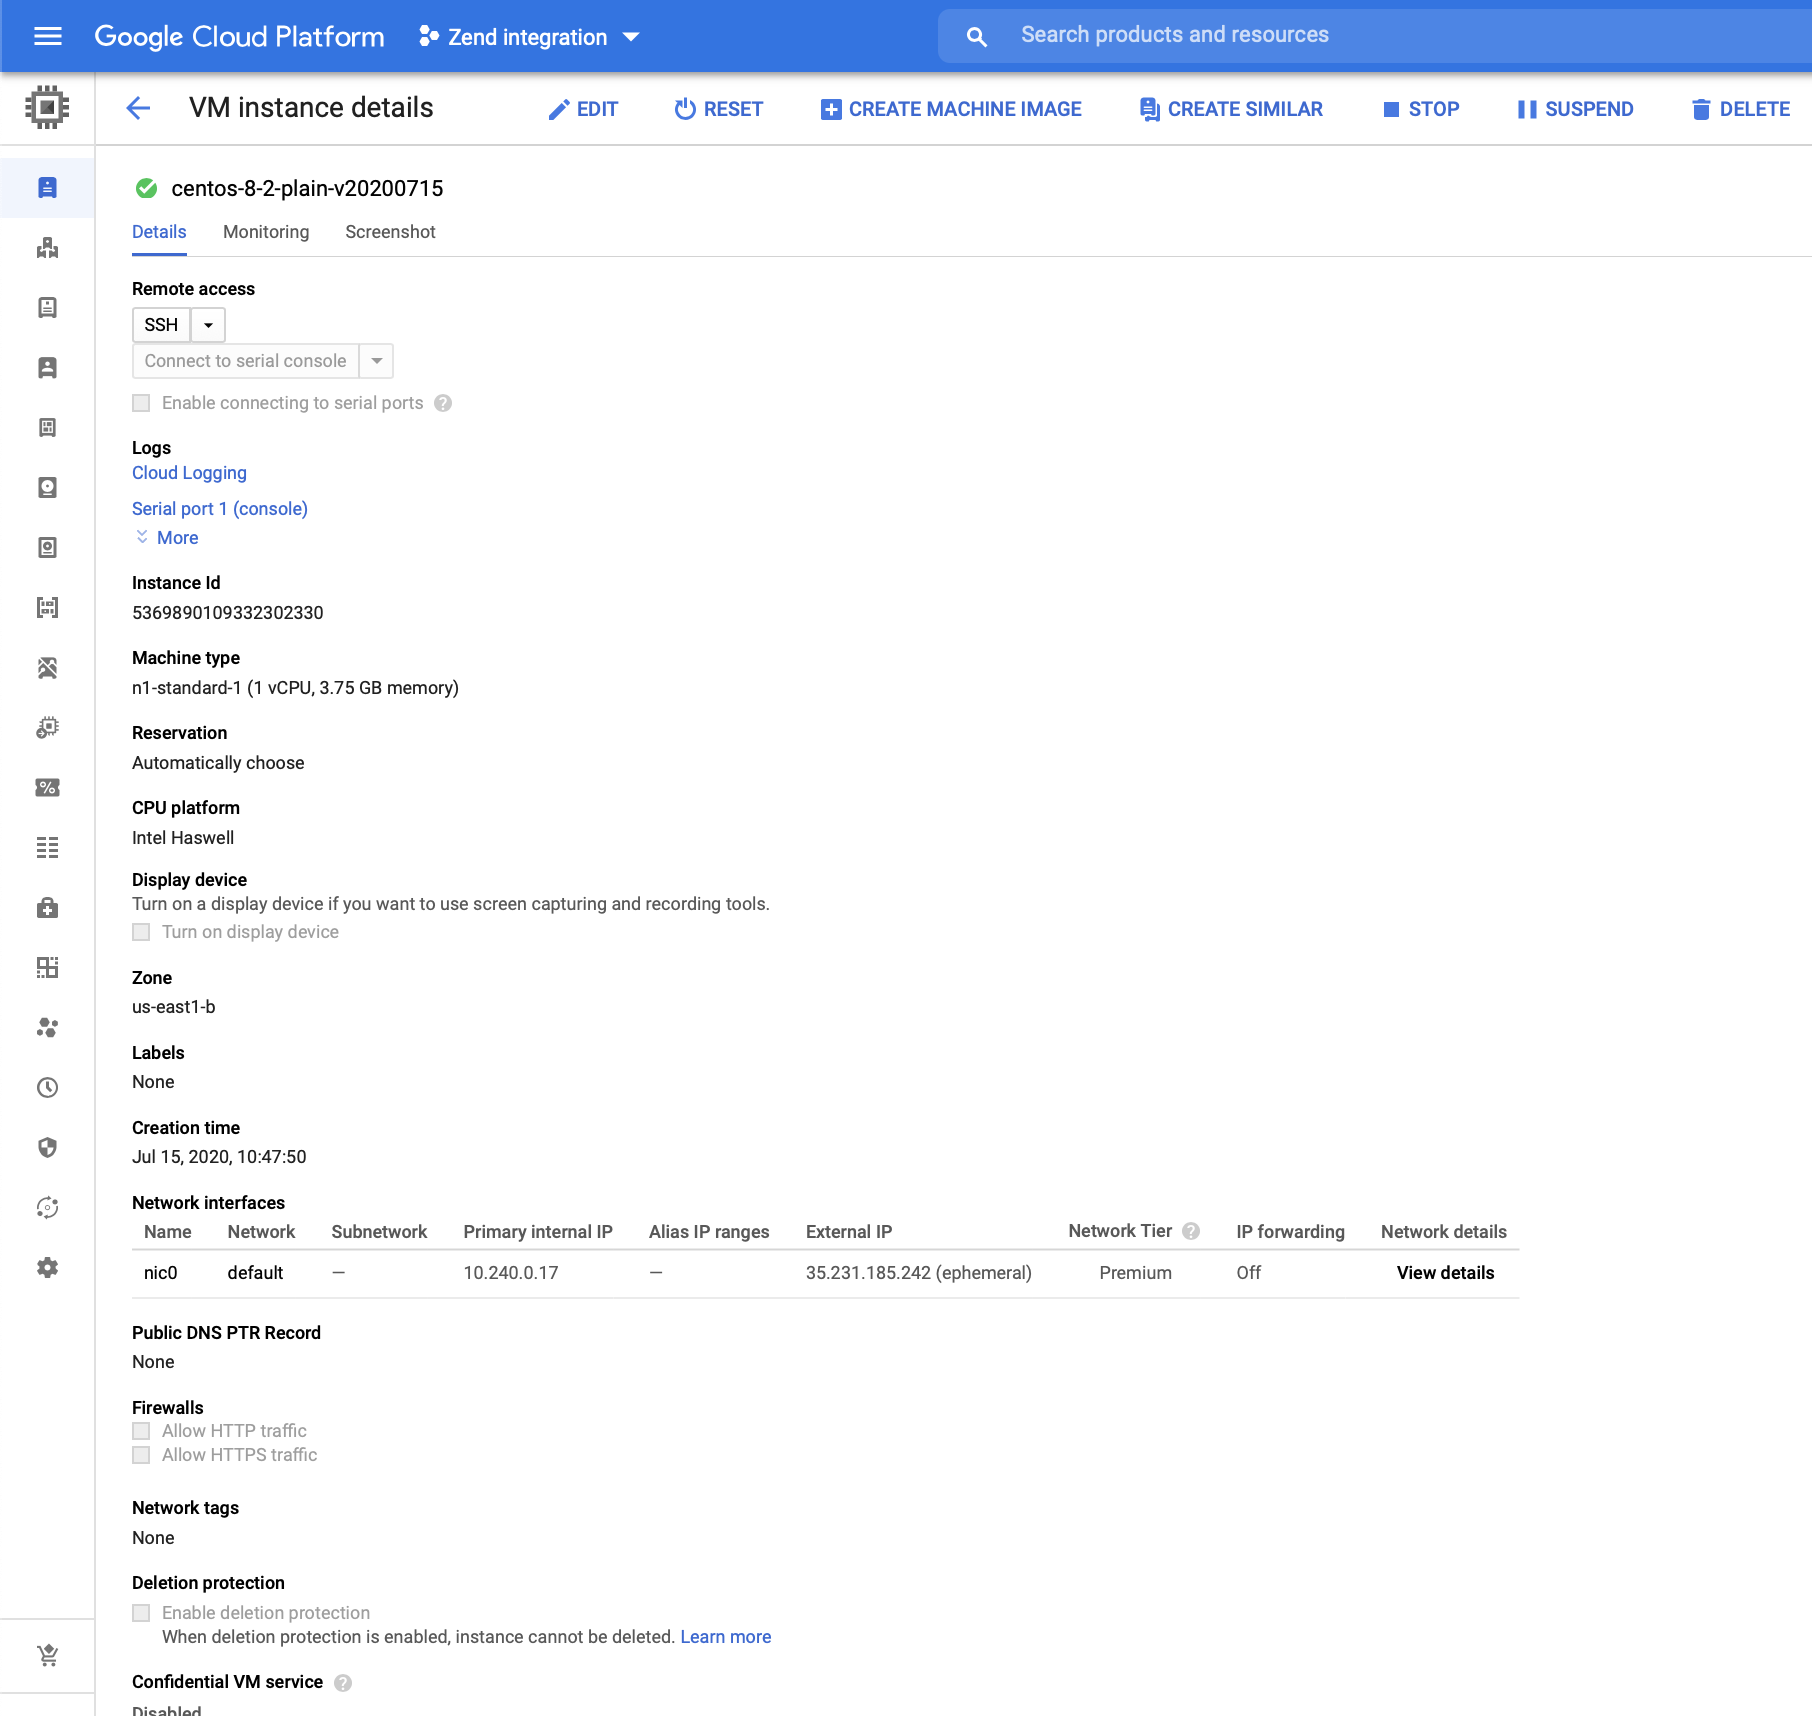 Google Cloud Platform Zend integration Search products and resources
VM instance details EDIT RESET CREATE MACHINE IMAGE CREATE SIMILAR STOP SUSPEND DELETE
centos-8-2-plain-v20200715
Details Monitoring Screenshot
Remote access
SSH
Connect to serial console
Enable connecting to serial ports ?
Logs
Cloud Logging
Serial port 1 (console)
More
Instance Id
5369890109332302330
Machine type
n1-standard-1 (1 vCPU, 3.75 GB memory)
Reservation
Automatically choose
CPU platform
Intel Haswell
Display device
Turn on a display device if you want to use screen capturing and recording tools.
Turn on display device
Zone
us-east1-b
Labels
None
Creation time
Jul 15, 2020, 10:47:50
Network interfaces
Name Network Subnetwork Primary internal IP Alias IP ranges External IP Network Tier ? IP forwarding Network details
nic0 default — 10.240.0.17 — 35.231.185.242 (ephemeral) Premium Off View details
Public DNS PTR Record
None
Firewalls
Allow HTTP traffic
Allow HTTPS traffic
Network tags
None
Deletion protection
Enable deletion protection
When deletion protection is enabled, instance cannot be deleted. Learn more
Confidential VM service ?
Disabled